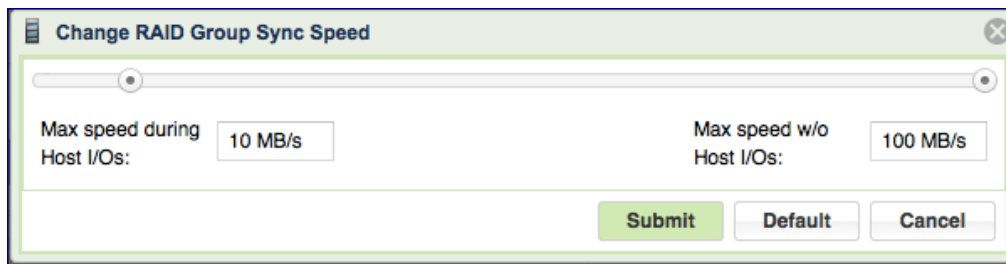 Change RAID Group Sync Speed
Max speed during
Host I/Os:
10 MB/s
Max speed w/o
Host I/Os:
100 MB/s
Submit
Default
Cancel